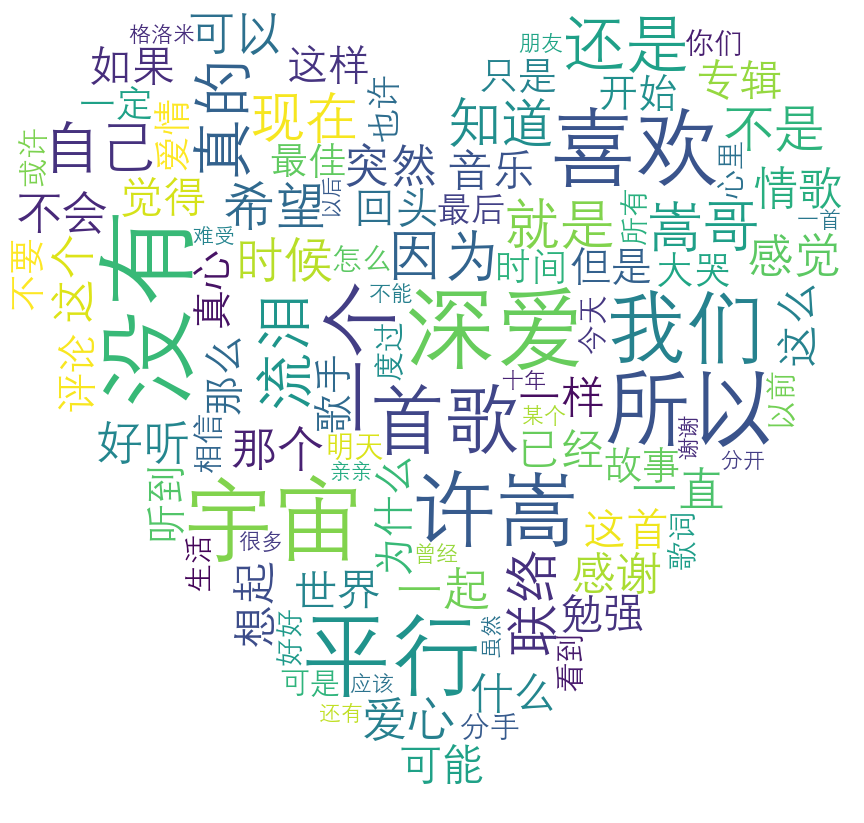 格洛米
可以
还是
朋友
你们
如果
这样
只是
专辑
一定
真的
现在
也许
知道
开始
不是
喜欢
自己
爱情
最佳
突然
音乐
心里
或许
不会
觉得
希望
以后
回头
最后
就是
所有
嵩哥
情歌
一首
没有
难受
时候
怎么
因为
时间
但是
大哭
感觉
不要
这个
真心
不能
一个
深爱
今天
我们
这么
评论
那么
流泪
歌手
度过
十年
一首歌
一样
某个
所以
以前
谢谢
好听
相信
那个
明天
已经
故事
分开
听到
亲亲
为什么
许嵩
一直
宇宙
这首
歌词
生活
很多
曾经
想起
世界
一起
联络
感谢
勉强
好好
平行
虽然
看到
可是
应该
什么
还有
爱心
分手
可能